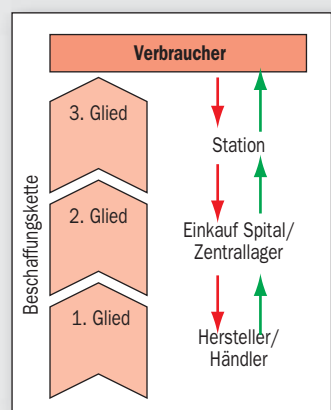 Verbraucher
3. Glied
Station
2. Glied
Einkauf Spital/
Zentrallager
1. Glied
Hersteller/
Händler
Beschaffungskette